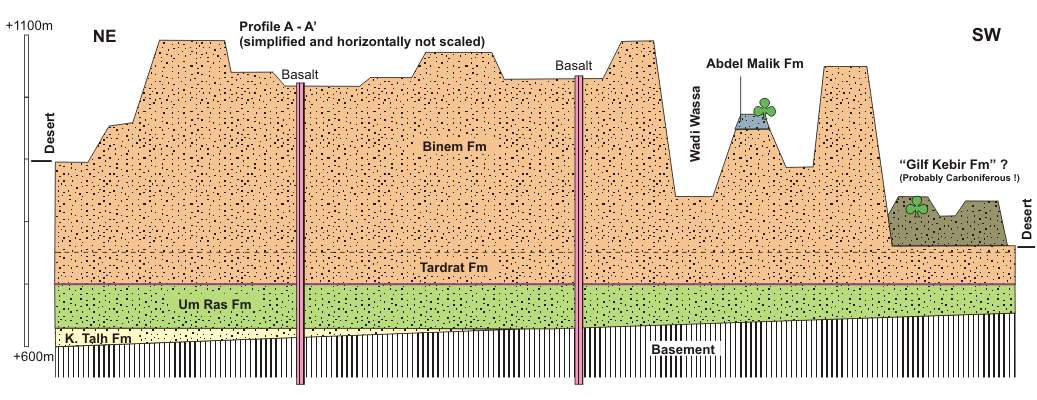 +1100m
NE
Profile A - A’
(simplified and horizontally not scaled)
SW
Basalt
Basalt
Abdel Malik Fm
Wadi Wassa
Desert
Binem Fm
“Gilf Kebir Fm” ?
(Probably Carboniferous !)
Desert
Tardrat Fm
Um Ras Fm
K. Talh Fm
Basement
+600m